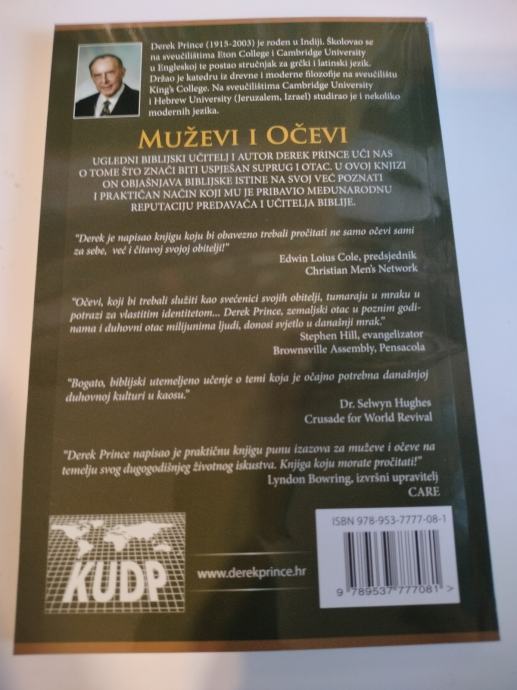 Derek Prince (1915-2003) je rođen u Indiji. Školovao se
na sveučilištima Eton College i Cambridge University
u Engleskoj te postao stručnjak za grčki i latinski jezik.
Držao je katedru iz drevne i moderne filozofije na sveučilištu
King's College. Na sveučilištima Cambridge University
i Hebrew University (Jeruzalem, Izrael) studirao je i nekoliko
modernih jezika.
MUŽEVI I OČEVI
UGLEDNI BIBLIJSKI UČITELJ I AUTOR DEREK PRINCE UČI NAS
O TOME ŠTO ZNAČI BITI USPJEŠAN SUPRUG I OTAC. U OVOJ KNJIZI
ON OBJAŠNJAVA BIBLIJSKE ISTINE NA SVOJ VEĆ POZNATI
I PRAKTIČAN NAČIN KOJI MU JE PRIBAVIO MEĐUNARODNU
REPUTACIJU PREDAVAČA I UČITELJA BIBLIJE.
"Derek je napisao knjigu koju bi obavezno trebali pročitati ne samo očevi sami
za sebe, već i čitavoj svojoj obitelji!"
Edwin Loius Cole, predsjednik
Christian Men's Network
"Očevi, koji bi trebali služiti kao svećenici svojih obitelji, tumaraju u mraku u
potrazi za vlastitim identitetom... Derek Prince, zemaljski otac u poznim godi-
nama i duhovni otac milijunima ljudi, donosi svjetlo u današnji mrak."
Stephen Hill, evangelizator
Brownsville Assembly, Pensacola
"Bogato, biblijski utemeljeno učenje o temi koja je očajno potrebna današnjoj
duhovnoj kulturi u kaosu."
Dr. Selwyn Hughes
Crusade for World Revival
"Derek Prince napisao je praktičnu knjigu punu izazova za muževe i očeve na
temelju svog dugogodišnjeg životnog iskustva. Knjiga koju morate pročitati!"
Lyndon Bowring, izvršni upravitelj
CARE
KUDP
www.derekprince.hr
ISBN 978-953-7777-08-1
9 789537 777081 >